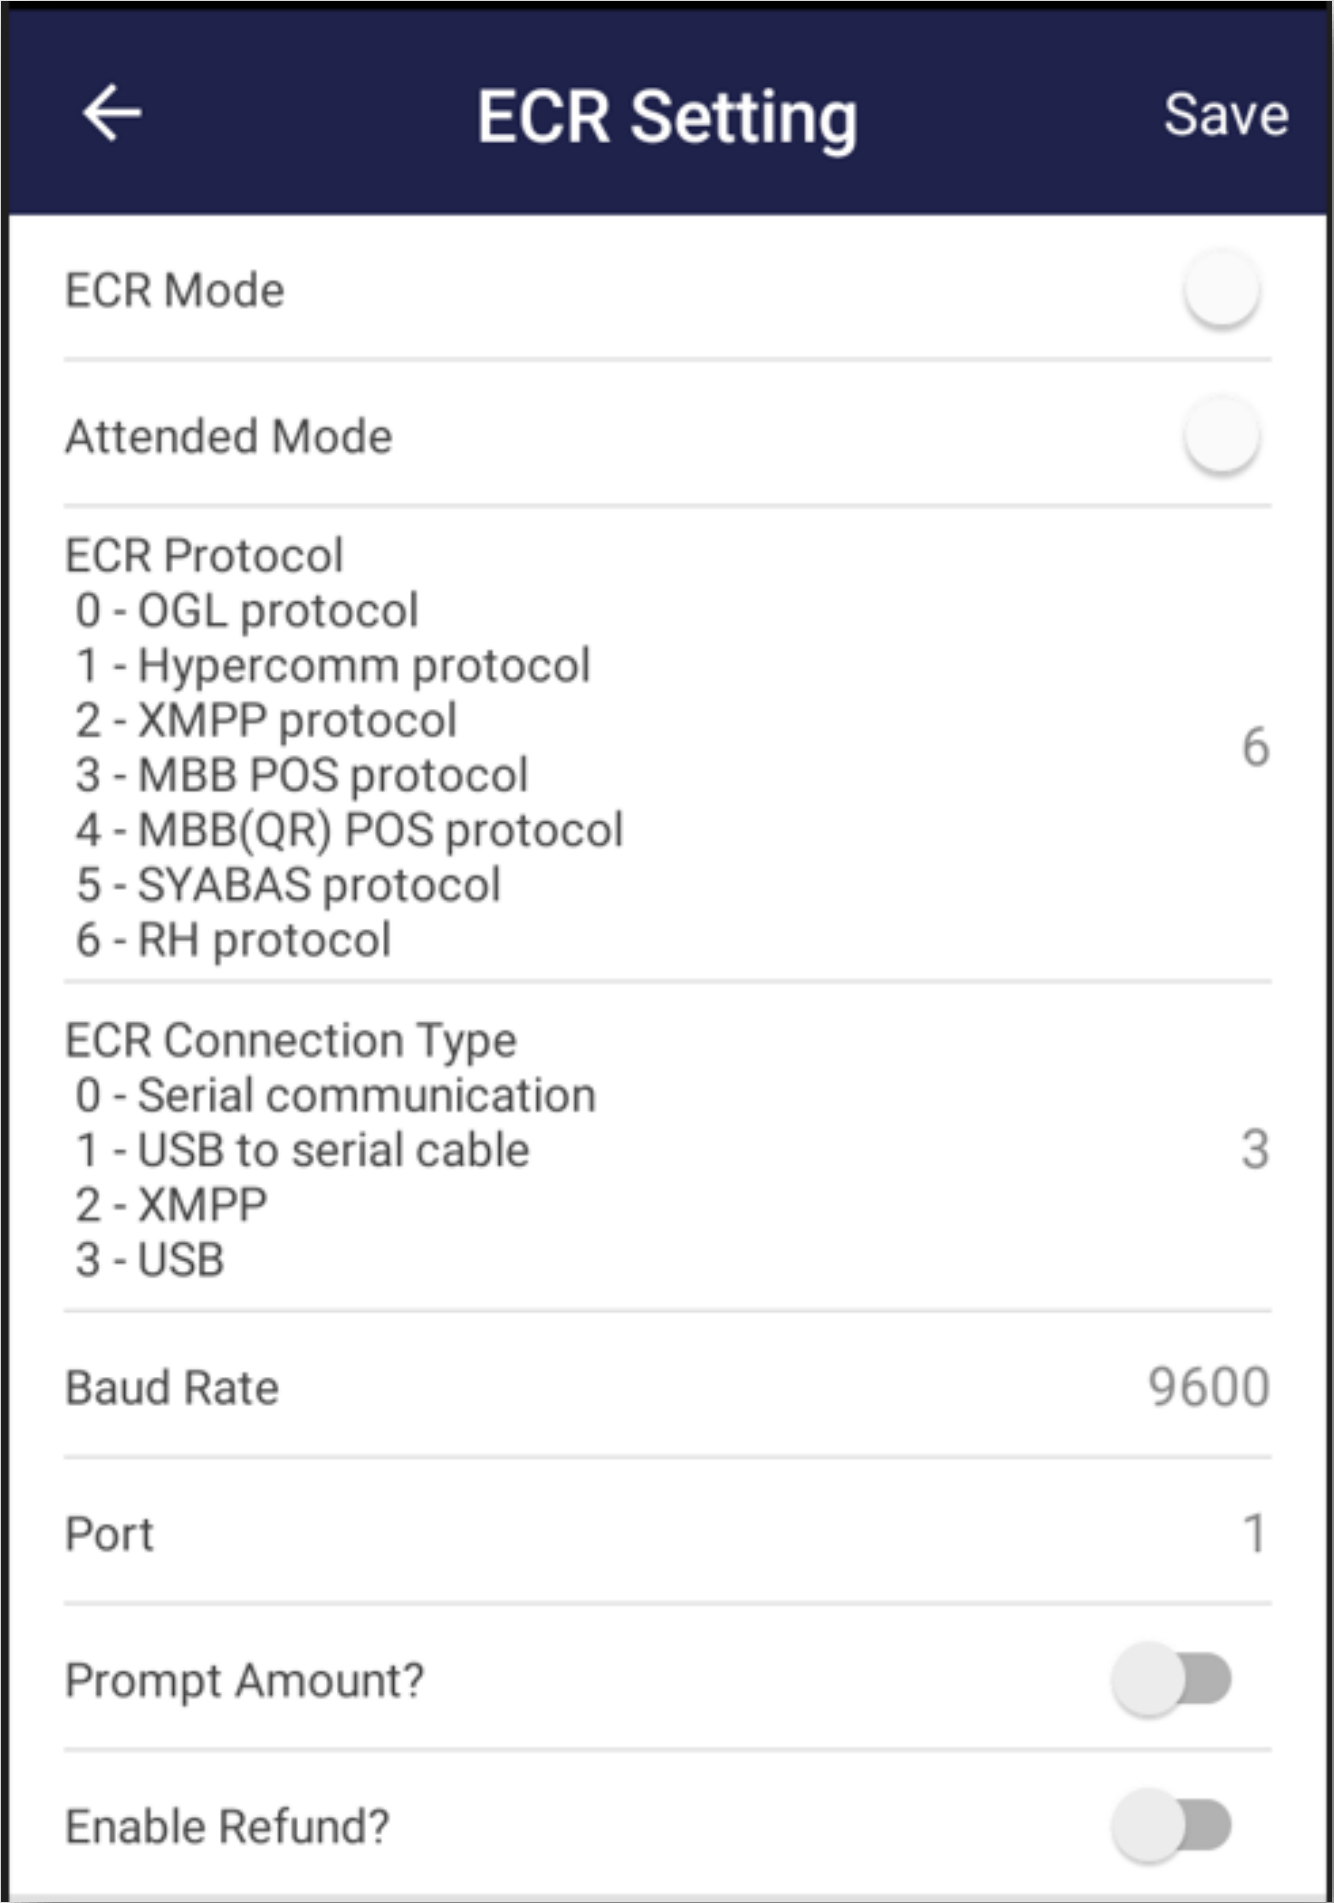 ECR Setting
Save
ECR Mode
Attended Mode
ECR Protocol
0 - OGL protocol
1 - Hypercomm protocol
2 - XMPP protocol
3 - MBB POS protocol
4 - MBB(QR) POS protocol
5 - SYABAS protocol
6 - RH protocol
6
ECR Connection Type
0 - Serial communication
1 - USB to serial cable
2 - XMPP
3 - USB
3
Baud Rate
9600
Port
1
Prompt Amount?
Enable Refund?